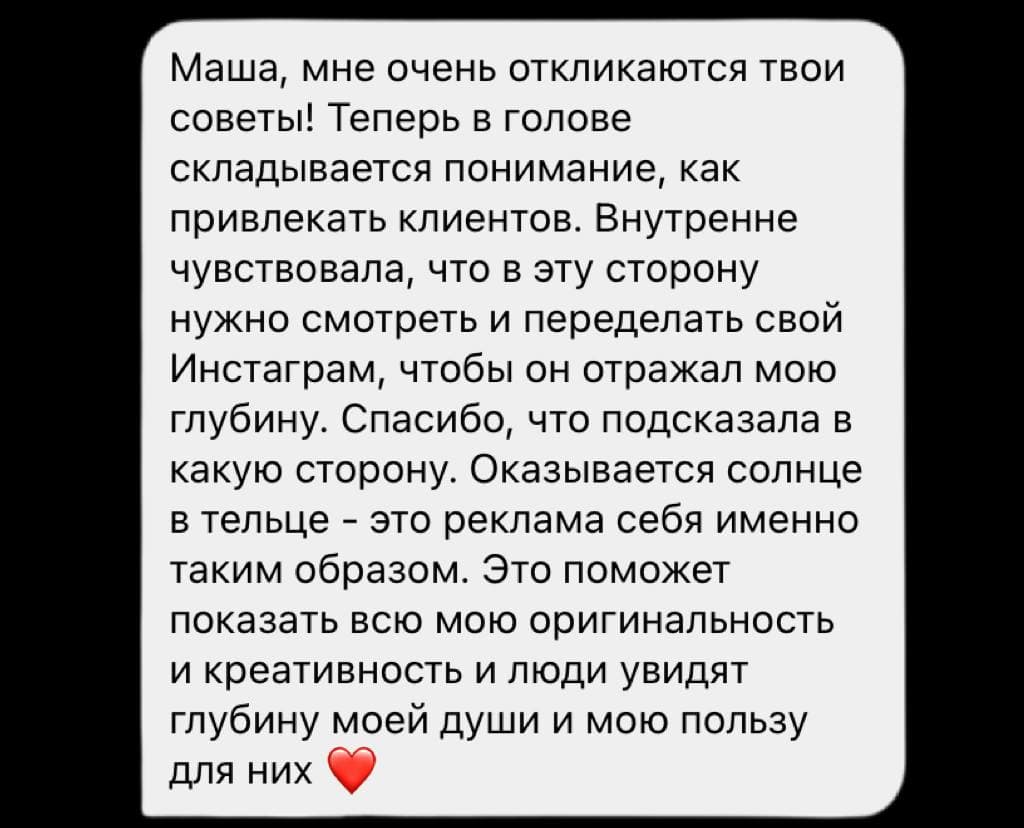 Маша, мне очень откликаются твои
советы! Теперь в голове
складывается понимание, как
привлекать клиентов. Внутренне
чувствовала, что в эту сторону
нужно смотреть и переделать свой
Инстаграм, чтобы он отражал мою
глубину. Спасибо, что подсказала в
какую сторону. Оказывается солнце
в тельце - это реклама себя именно
таким образом. Это поможет
показать всю мою оригинальность
и креативность и люди увидят
глубину моей души и мою пользу
для них ❤️